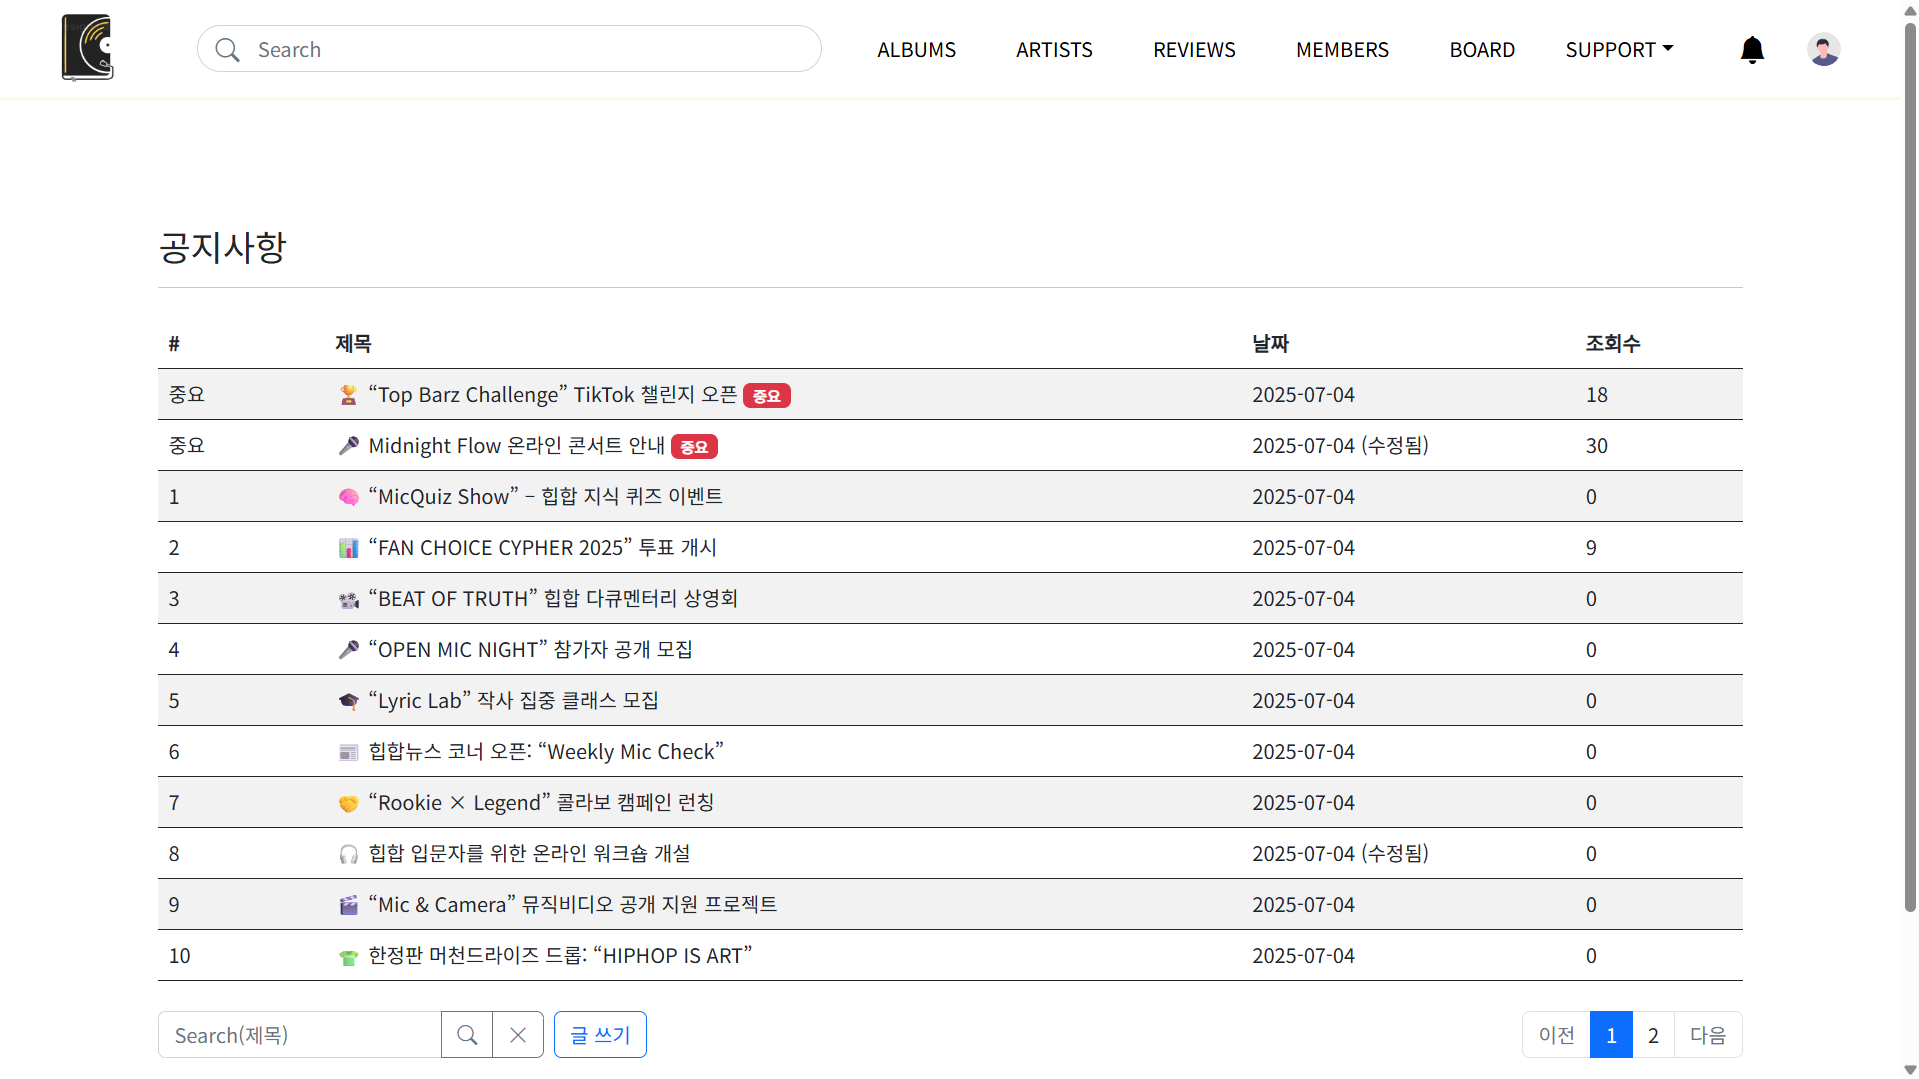 Search
ALBUMS ARTISTS REVIEWS MEMBERS BOARD SUPPORT
공지사항
# 제목 날짜 조회수
중요 🏆 “Top Barz Challenge” TikTok 챌린지 오픈 중요 2025-07-04 18
중요 🎤 Midnight Flow 온라인 콘서트 안내 중요 2025-07-04 (수정됨) 30
1 🧠 “MicQuiz Show” – 힙합 지식 퀴즈 이벤트 2025-07-04 0
2 📊 “FAN CHOICE CYPHER 2025” 투표 개시 2025-07-04 9
3 📽 “BEAT OF TRUTH” 힙합 다큐멘터리 상영회 2025-07-04 0
4 🎤 “OPEN MIC NIGHT” 참가자 공개 모집 2025-07-04 0
5 🎓 “Lyric Lab” 작사 집중 클래스 모집 2025-07-04 0
6 📰 힙합뉴스 코너 오픈: “Weekly Mic Check” 2025-07-04 0
7 🤝 “Rookie × Legend” 콜라보 캠페인 런칭 2025-07-04 0
8 🎧 힙합 입문자를 위한 온라인 워크숍 개설 2025-07-04 (수정됨) 0
9 🎬 “Mic & Camera” 뮤직비디오 공개 지원 프로젝트 2025-07-04 0
10 👕 한정판 머천드라이즈 드롭: “HIPHOP IS ART” 2025-07-04 0
Search(제목) 글 쓰기 이전 1 2 다음